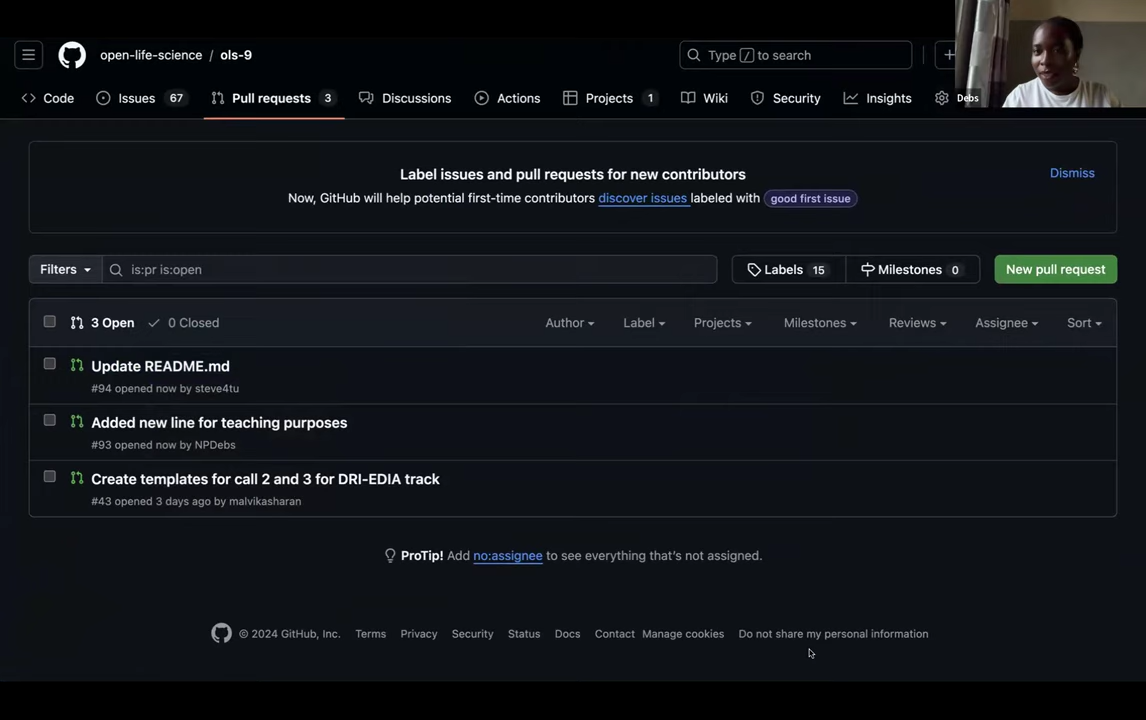 open-life-science / ols-9
Type / to search
Code Issues 67 Pull requests 3 Discussions Actions Projects 1 Wiki Security Insights
Debs
Label issues and pull requests for new contributors
Dismiss
Now, GitHub will help potential first-time contributors discover issues labeled with good first issue
Filters is:pr is:open Labels 15 Milestones 0 New pull request
3 Open 0 Closed Author Label Projects Milestones Reviews Assignee Sort
Update README.md
#94 opened now by steve4tu
Added new line for teaching purposes
#93 opened now by NPDebs
Create templates for call 2 and 3 for DRI-EDIA track
#43 opened 3 days ago by malvikasharan
ProTip! Add no:assignee to see everything that's not assigned.
© 2024 GitHub, Inc. Terms Privacy Security Status Docs Contact Manage cookies Do not share my personal information